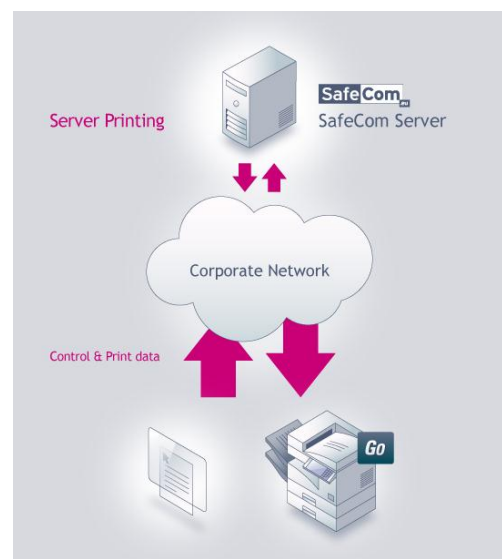 SafeCom
Server Printing
SafeCom Server
Corporate Network
Control & Print data
Go